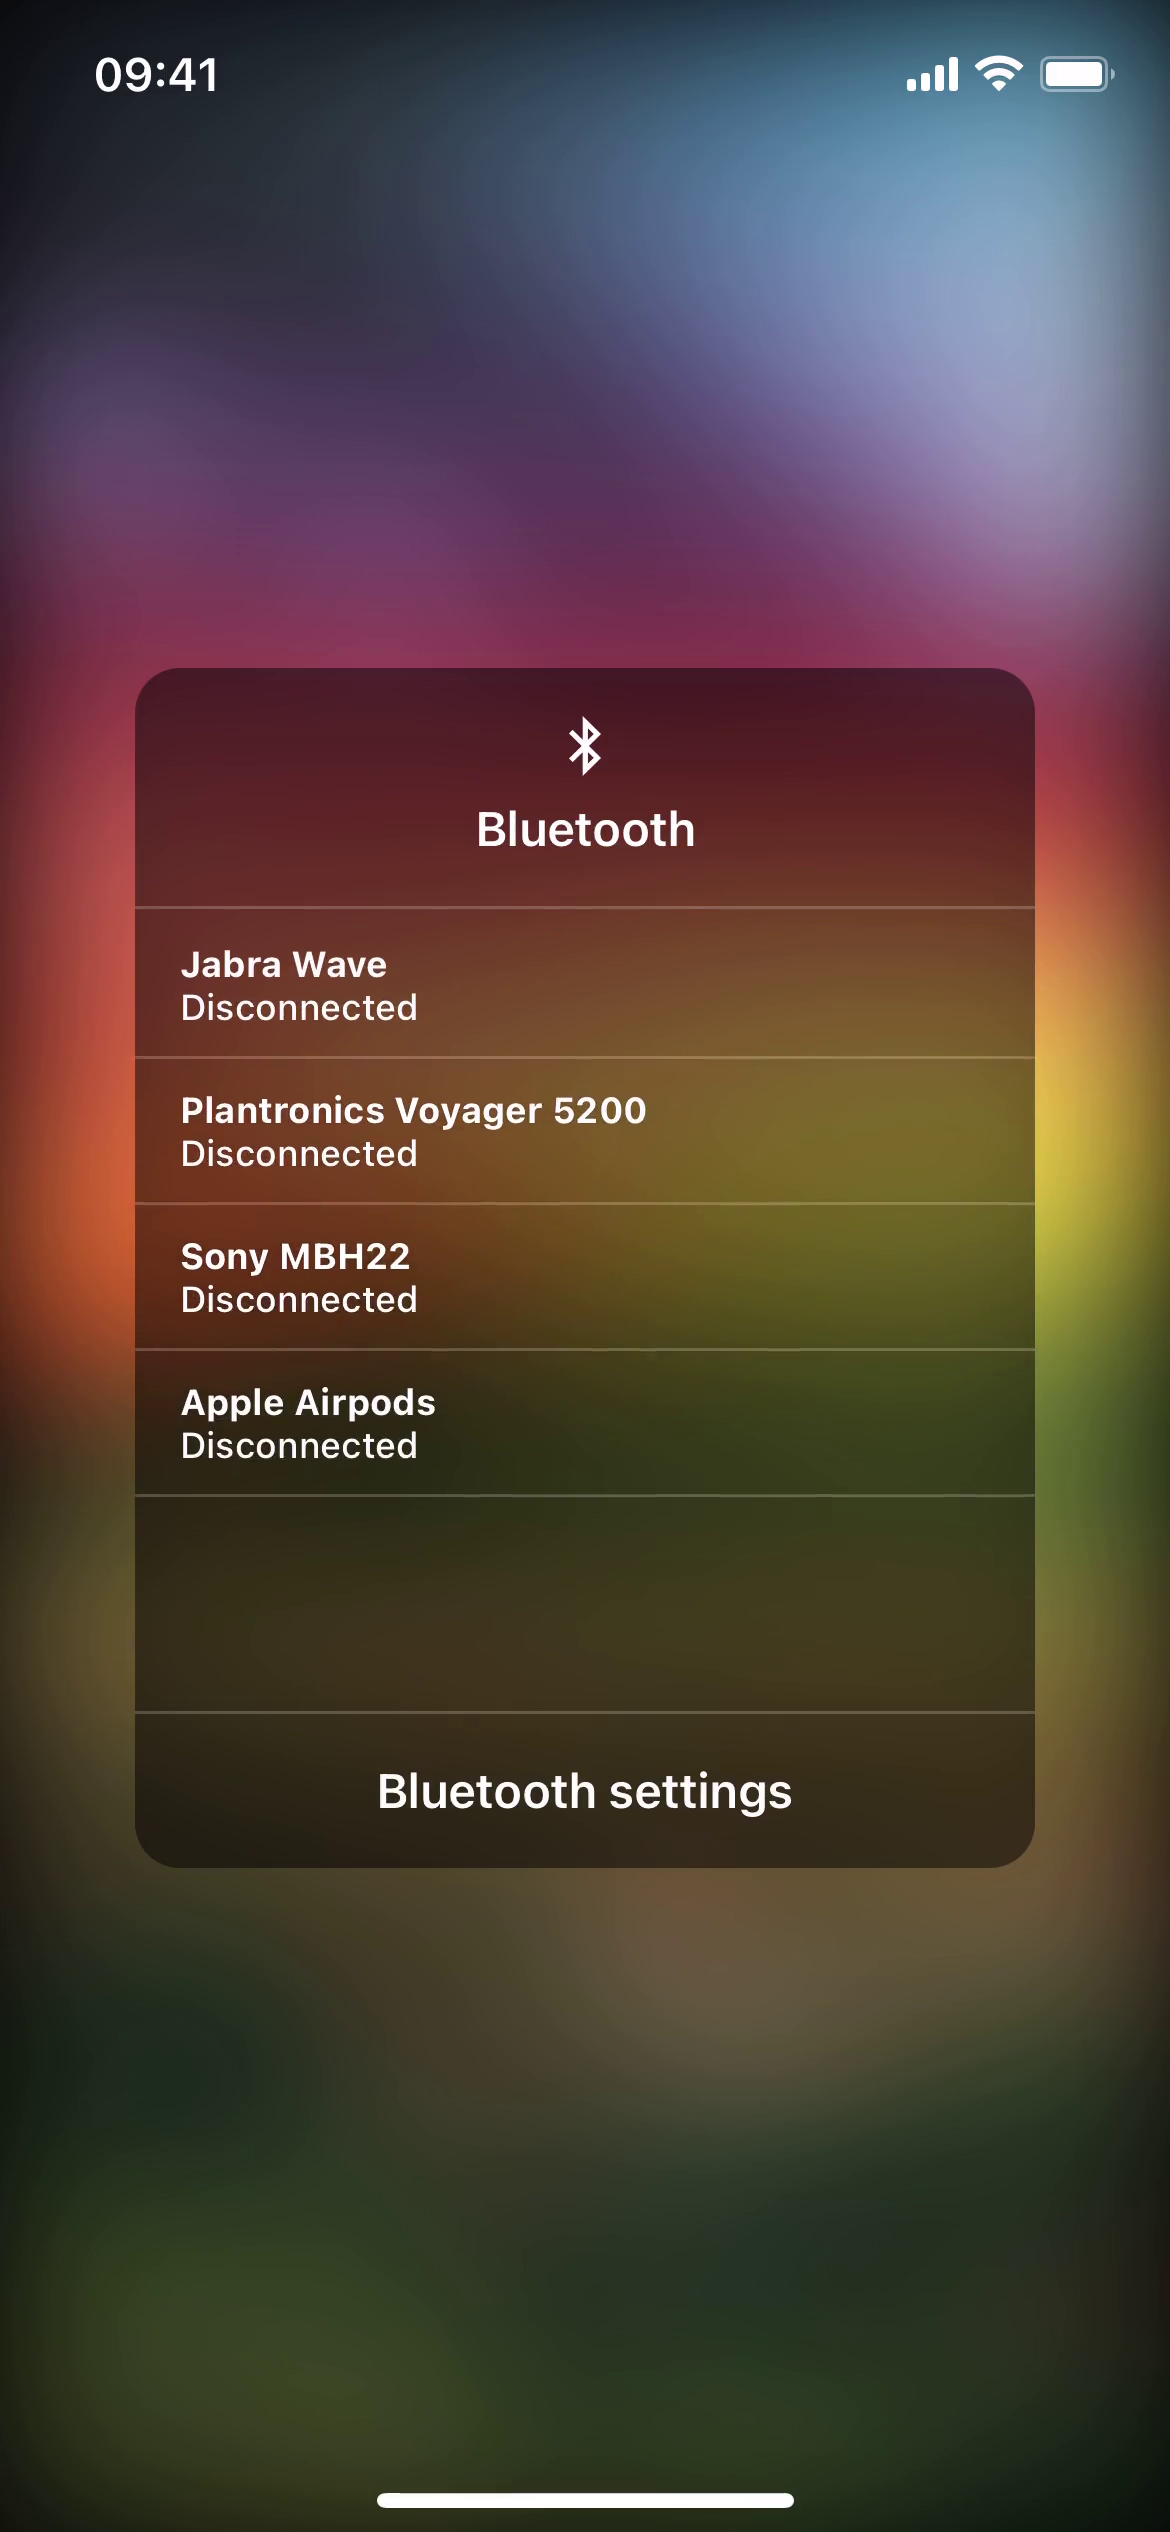 09:41
Bluetooth
Jabra Wave
Disconnected
Plantronics Voyager 5200
Disconnected
Sony MBH22
Disconnected
Apple Airpods
Disconnected
Bluetooth settings